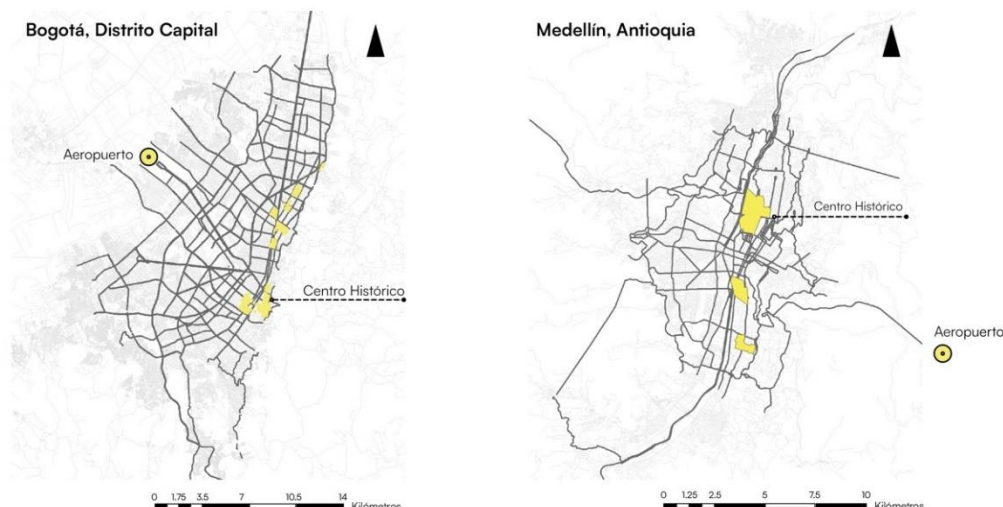 Bogotá, Distrito Capital
Aeropuerto
Centro Histórico
0 1.75 3.5 7 10.5 14
Kilómetros
Medellín, Antioquia
Centro Histórico
Aeropuerto
0 1.25 2.5 5 7.5 10
Kilómetros